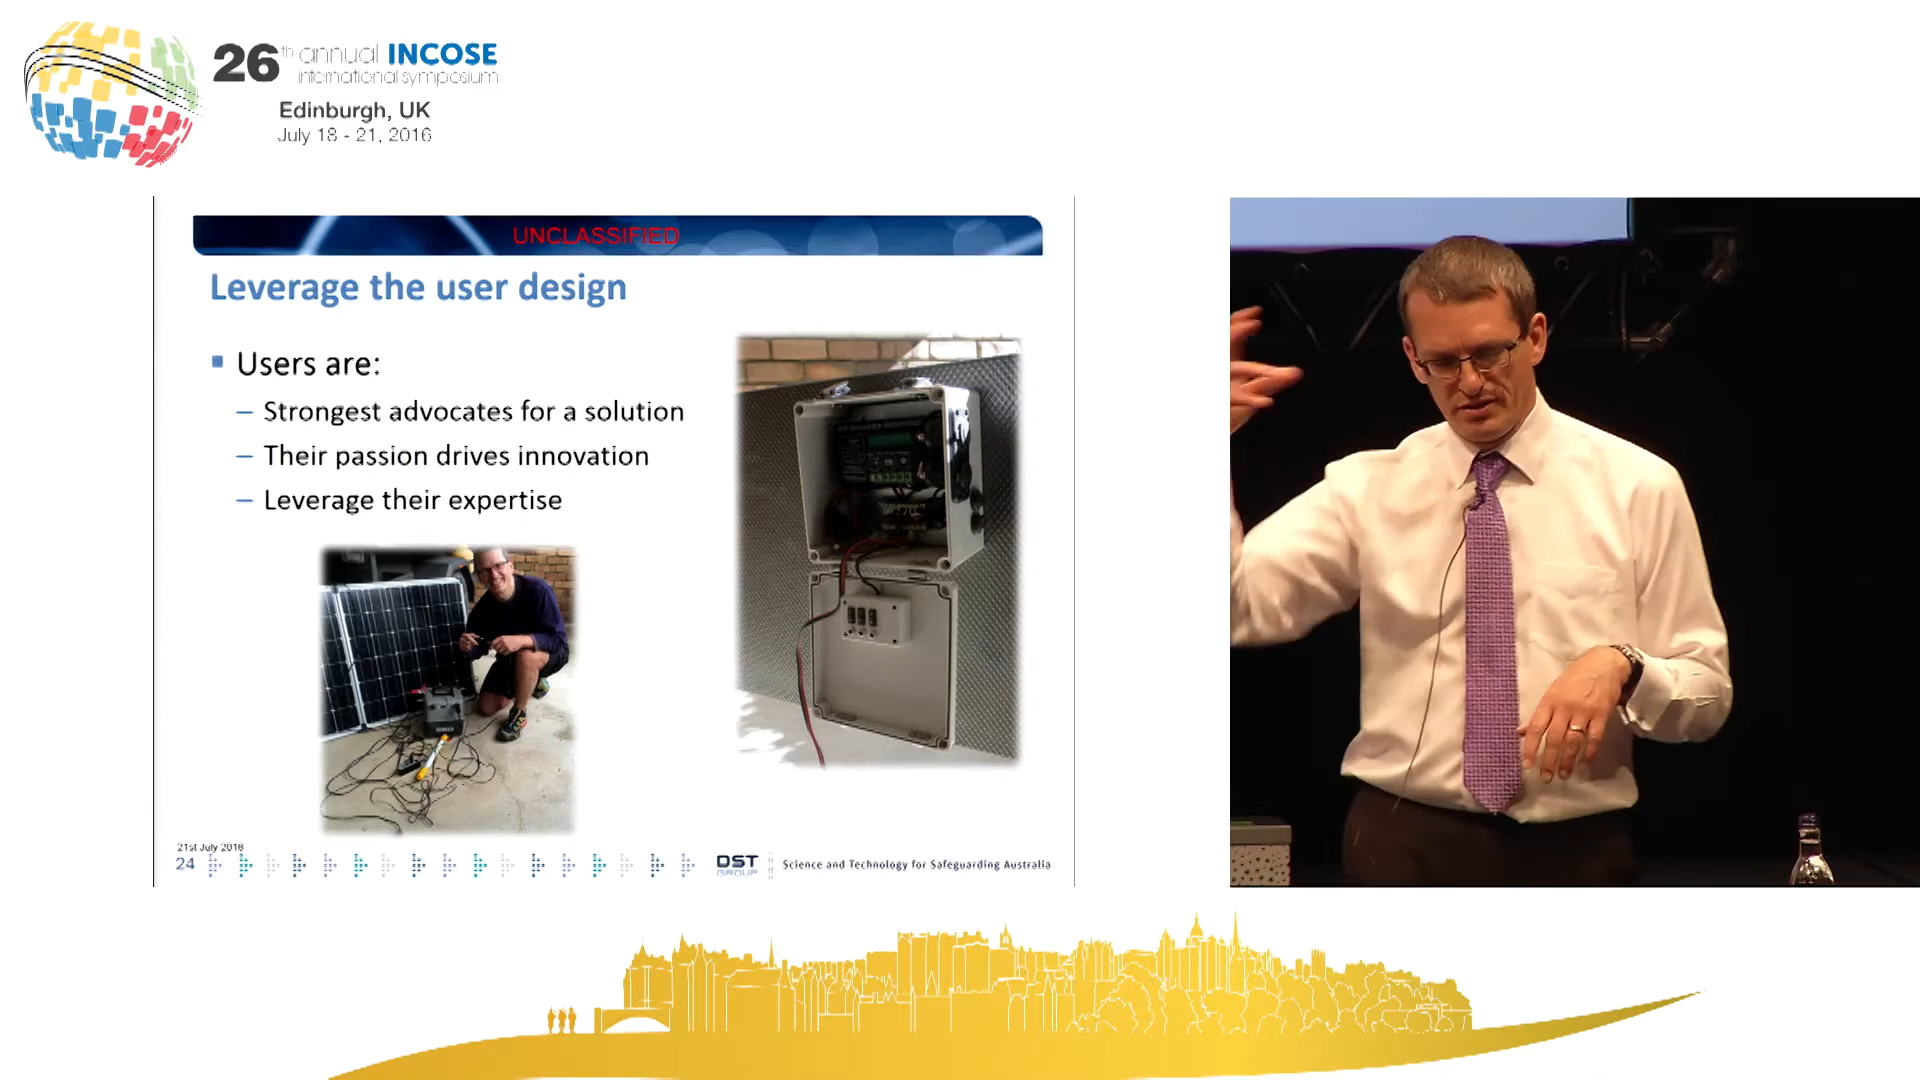 26th annual INCOSE
international symposium
Edinburgh, UK
July 18 - 21, 2016
UNCLASSIFIED
Leverage the user design
Users are:
– Strongest advocates for a solution
– Their passion drives innovation
– Leverage their expertise
21st July 2016
24
DST
GROUP
Science and Technology for Safeguarding Australia